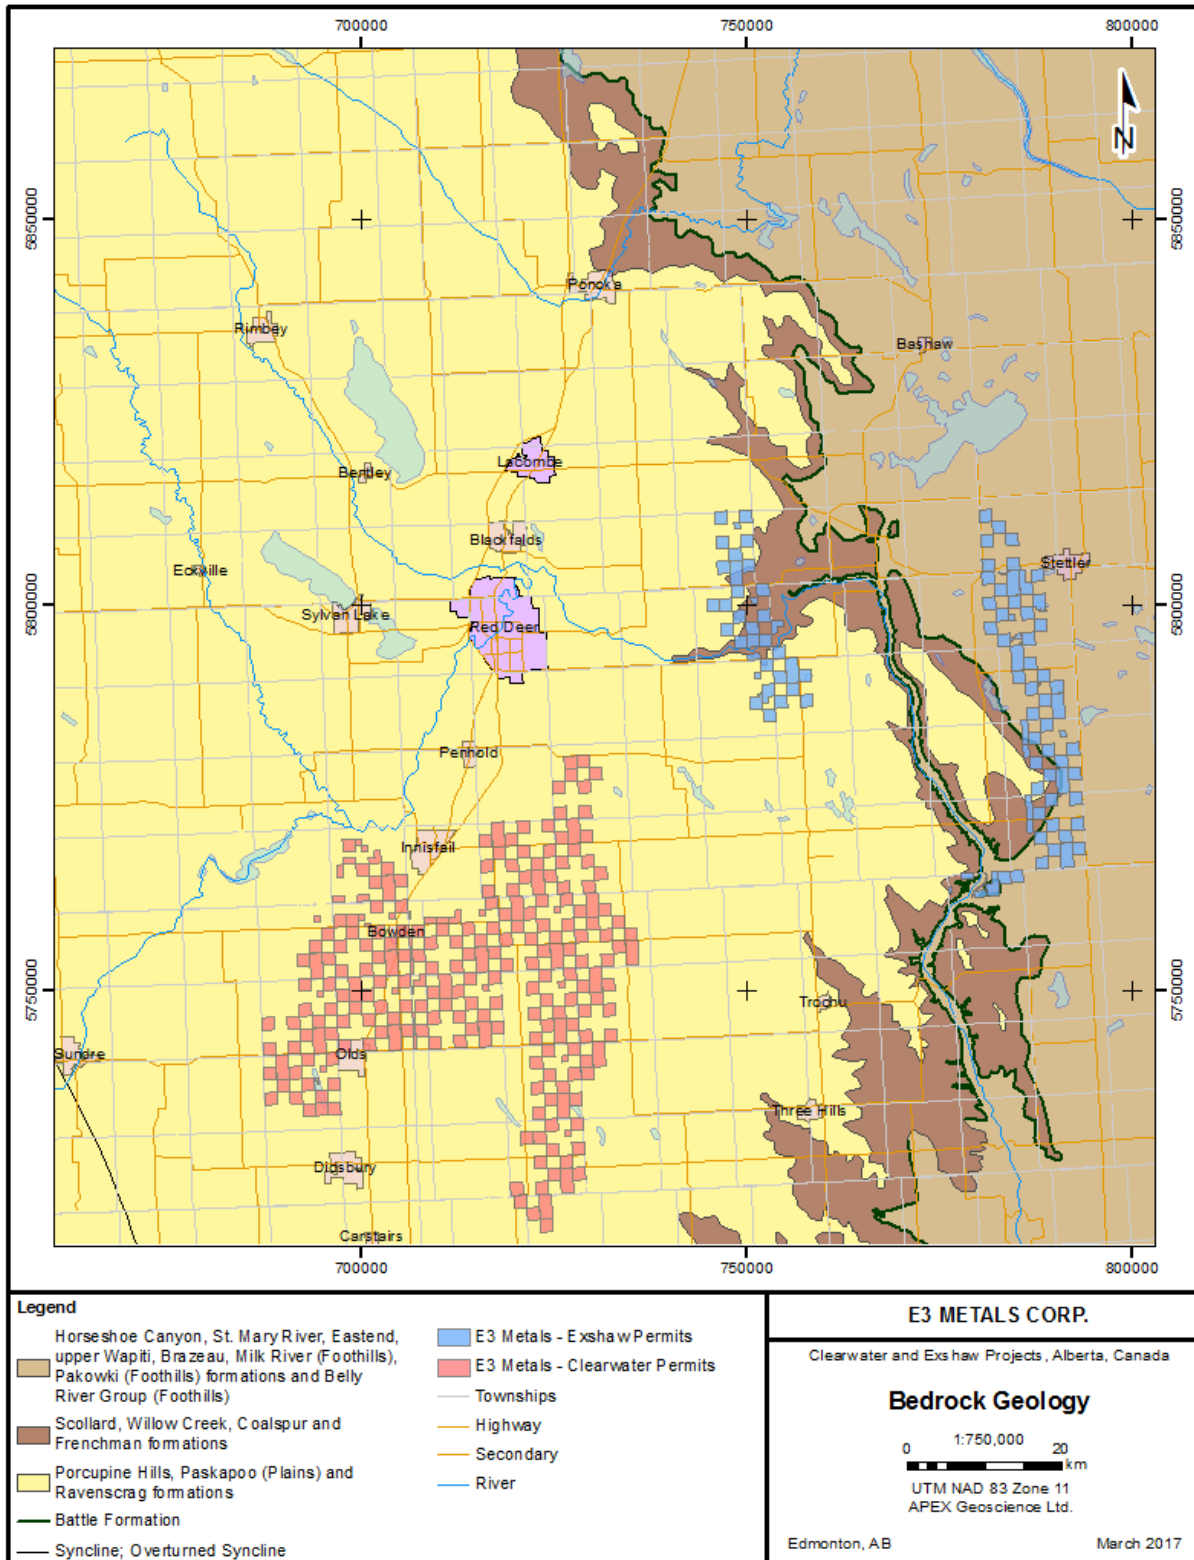 700000
750000
800000
N
5850000
5850000
Ponoka
Rimbey
Bashaw
Lacombe
Bentley
Blackfalds
Stettler
Eckville
5800000
5800000
Sylvan Lake
Red Deer
Penhold
Innisfail
Bowden
5750000
5750000
Trochu
Sundre
Olds
Three Hills
Didsbury
Carstairs
700000
750000
800000
Legend
Horseshoe Canyon, St. Mary River, Eastend,
upper Wapiti, Brazeau, Milk River (Foothills),
Pakowki (Foothills) formations and Belly
River Group (Foothills)
Scollard, Willow Creek, Coalspur and
Frenchman formations
Porcupine Hills, Paskapoo (Plains) and
Ravenscrag formations
Battle Formation
Syncline; Overturned Syncline
E3 Metals - Exshaw Permits
E3 Metals - Clearwater Permits
Townships
Highway
Secondary
River
E3 METALS CORP.
Clearwater and Exshaw Projects, Alberta, Canada
Bedrock Geology
1:750,000
0 20
km
UTM NAD 83 Zone 11
APEX Geoscience Ltd.
Edmonton, AB March 2017